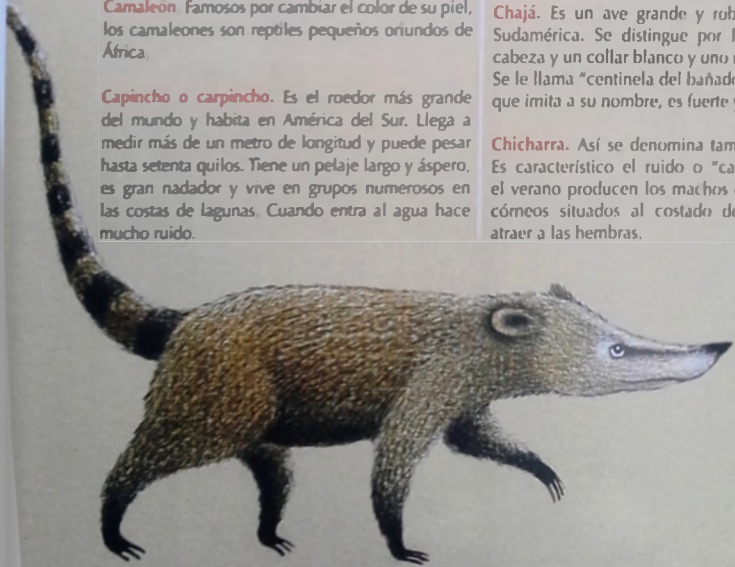 Camaleón. Famosos por cambiar el color de su piel,
los camaleones son reptiles pequeños oriundos de
África.
Capincho o carpincho. Es el roedor más grande
del mundo y habita en América del Sur. Llega a
medir más de un metro de longitud y puede pesar
hasta setenta quilos. Tiene un pelaje largo y áspero,
es gran nadador y vive en grupos numerosos en
las costas de lagunas. Cuando entra al agua hace
mucho ruido.
Chajá. Es un ave grande y rob
Sudamérica. Se distingue por l
cabeza y un collar blanco y uno
Se le llama "centinela del bañad
que imita a su nombre, es fuerte
Chicharra. Así se denomina tam
Es característico el ruido o "ca
el verano producen los machos
córneos situados al costado d
atraer a las hembras.